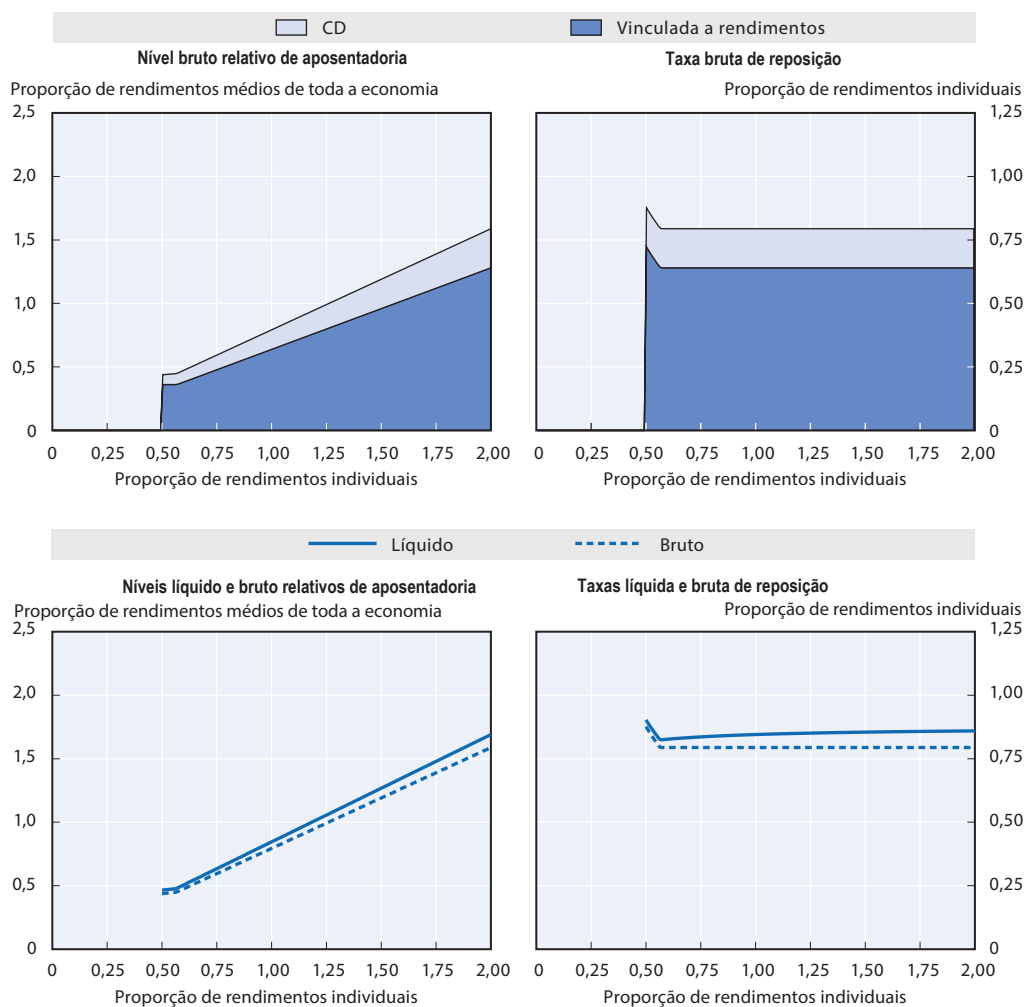 CD Vinculada a rendimentos
Nível bruto relativo de aposentadoria
Proporção de rendimentos médios de toda a economia
2,5
2,0
1,5
1,0
0,5
0
0 0,25 0,50 0,75 1,00 1,25 1,50 1,75 2,00
Proporção de rendimentos individuais
Taxa bruta de reposição
Proporção de rendimentos individuais
1,25
1,00
0,75
0,50
0,25
0
0 0,25 0,50 0,75 1,00 1,25 1,50 1,75 2,00
Proporção de rendimentos individuais
Líquido Bruto
Níveis líquido e bruto relativos de aposentadoria
Proporção de rendimentos médios de toda a economia
2,5
2,0
1,5
1,0
0,5
0
0 0,25 0,50 0,75 1,00 1,25 1,50 1,75 2,00
Proporção de rendimentos individuais
Taxas líquida e bruta de reposição
Proporção de rendimentos individuais
1,25
1,00
0,75
0,50
0,25
0
0 0,25 0,50 0,75 1,00 1,25 1,50 1,75 2,00
Proporção de rendimentos individuais